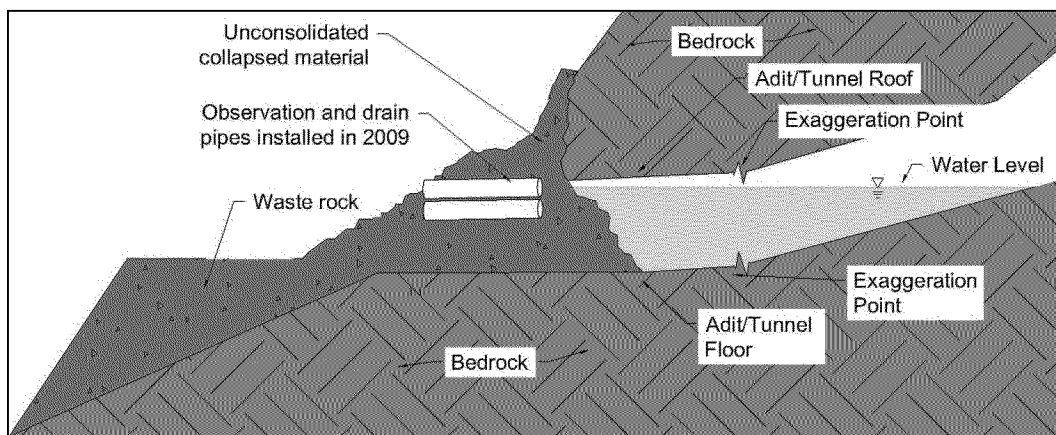 Unconsolidated
collapsed material
Bedrock
Adit/Tunnel Roof
Observation and drain
pipes installed in 2009
Exaggeration Point
Water Level
Waste rock
Exaggeration
Point
Adit/Tunnel
Floor
Bedrock